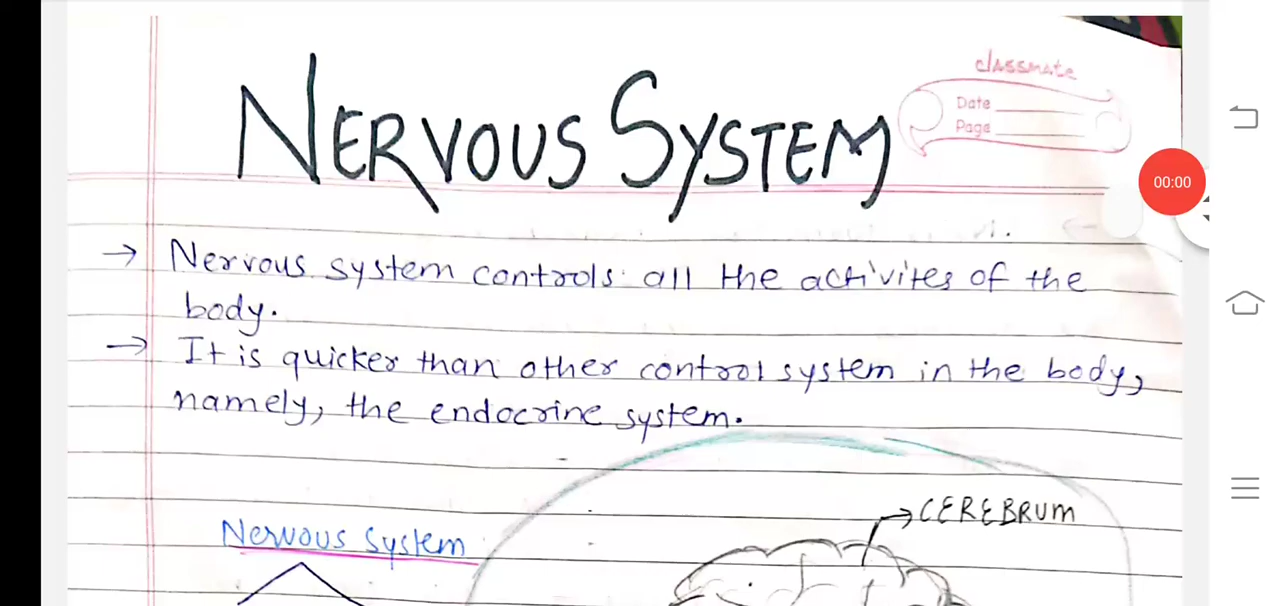 classmate
Date
Page
NERVOUS SYSTEM
00:00
→ Nervous system controls all the activites of the
body.
→ It is quicker than other control system in the body,
namely, the endocrine system.
→ CEREBRUM
Nervous system